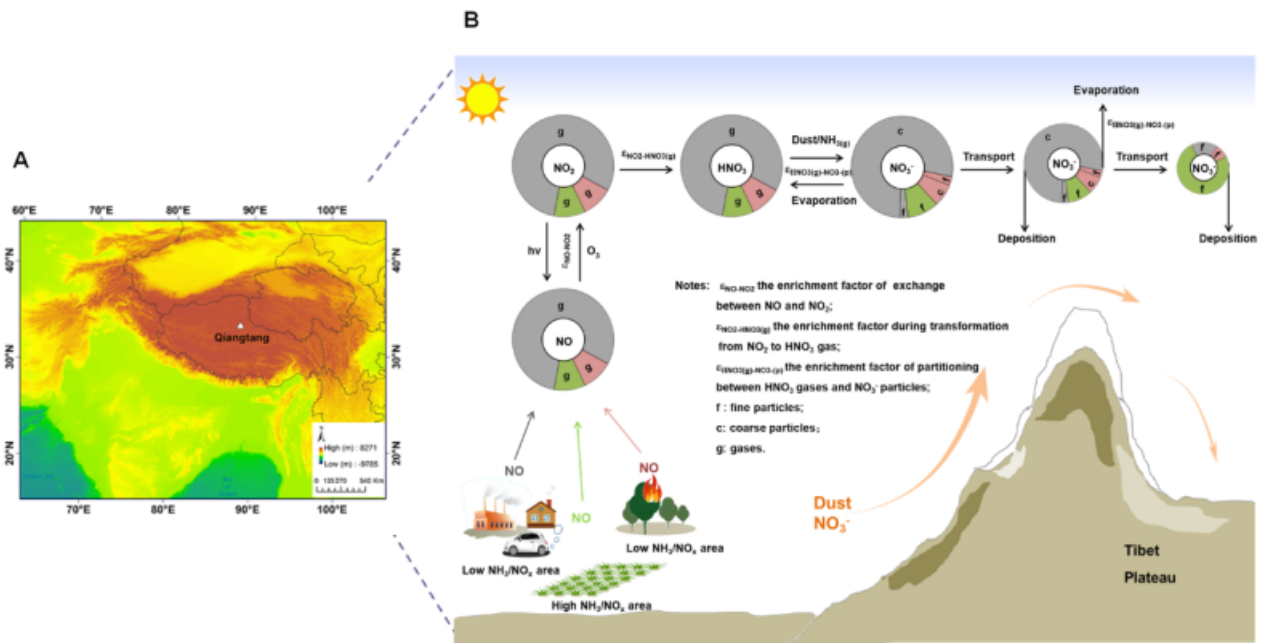 B
A
60°E 70°E 80°E 90°E 100°E
40°N 40°N
30°N 30°N
20°N 20°N
Qiangtang
N
High (m) : 8271
Low (m) : -9785
540 Km
70°E 80°E 90°E 100°E
g g c c f
NO₂ HNO₃ NO₃⁻ NO₃⁻ NO₃⁻
g g g g f f c f f c f
εNO2-HNO3(g)
Dust/NH₃(g)
εHNO3(g)-NO3-(p)
Evaporation
Transport
Evaporation
εHNO3(g)-NO3-(p)
Transport
Deposition
Deposition
hv εNO-NO2 O₃
g
NO
g g
NO
NO
NO
Low NH₃/NOₓ area
Low NH₃/NOₓ area
High NH₃/NOₓ area
Notes: εNO-NO2 the enrichment factor of exchange
between NO and NO₂;
εNO2-HNO3(g) the enrichment factor during transformation
from NO₂ to HNO₃ gas;
εHNO3(g)-NO3-(p) the enrichment factor of partitioning
between HNO₃ gases and NO₃⁻ particles;
f : fine particles;
c: coarse particles;
g: gases.
Dust
NO₃⁻
Tibet
Plateau